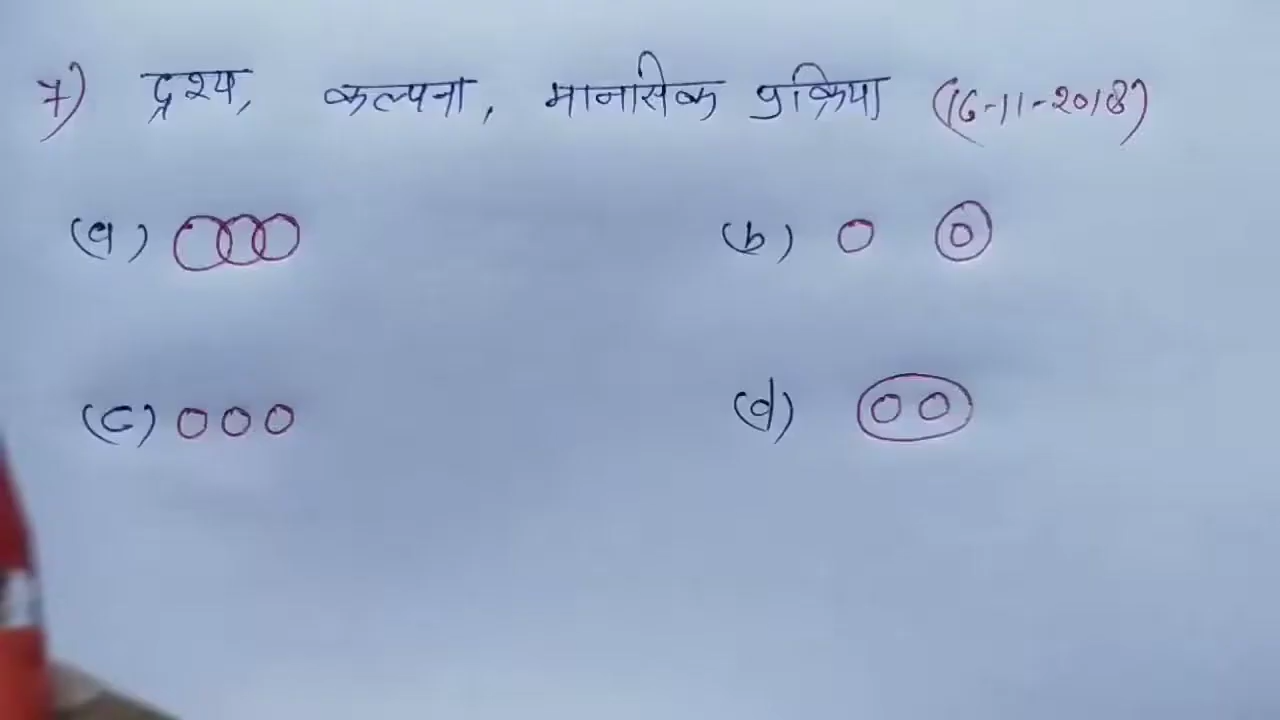 7) द्रश्य, कल्पना, मानसिक प्रक्रिया (16-11-2018)
(a) (b)
(c) (d)